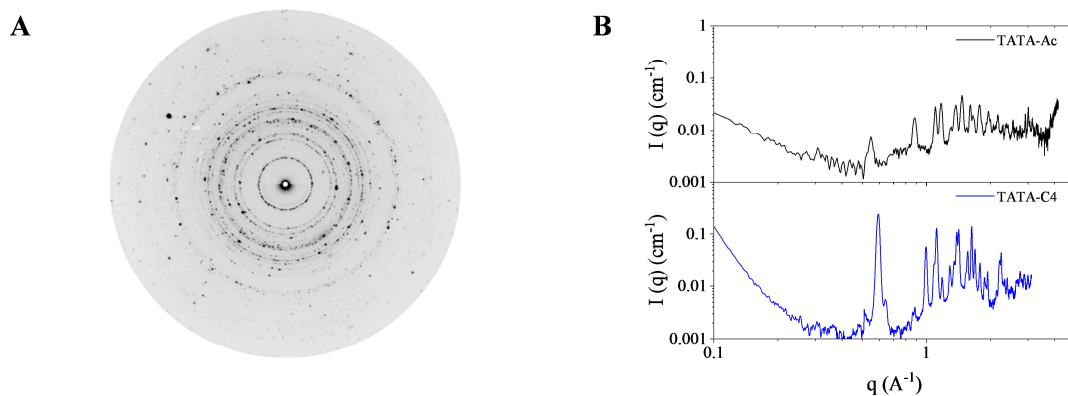 A
B
1
TATA-Ac
0.1
0.01
0.001
I (q) (cm⁻¹)
TATA-C4
0.1
0.01
0.001
I (q) (cm⁻¹)
0.1
1
q (A⁻¹)